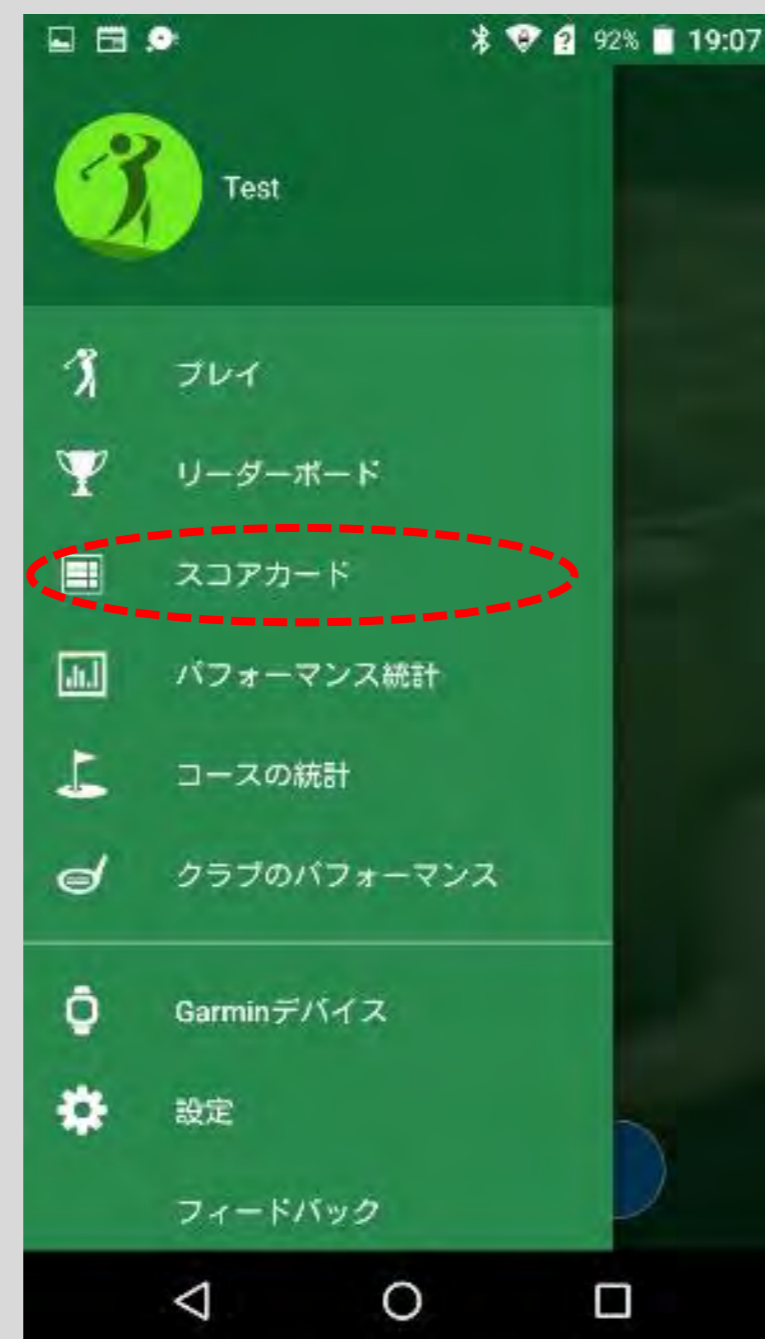 92% 19:07
Test
プレイ
リーダーボード
スコアカード
パフォーマンス統計
コースの統計
クラブのパフォーマンス
Garminデバイス
設定
フィードバック